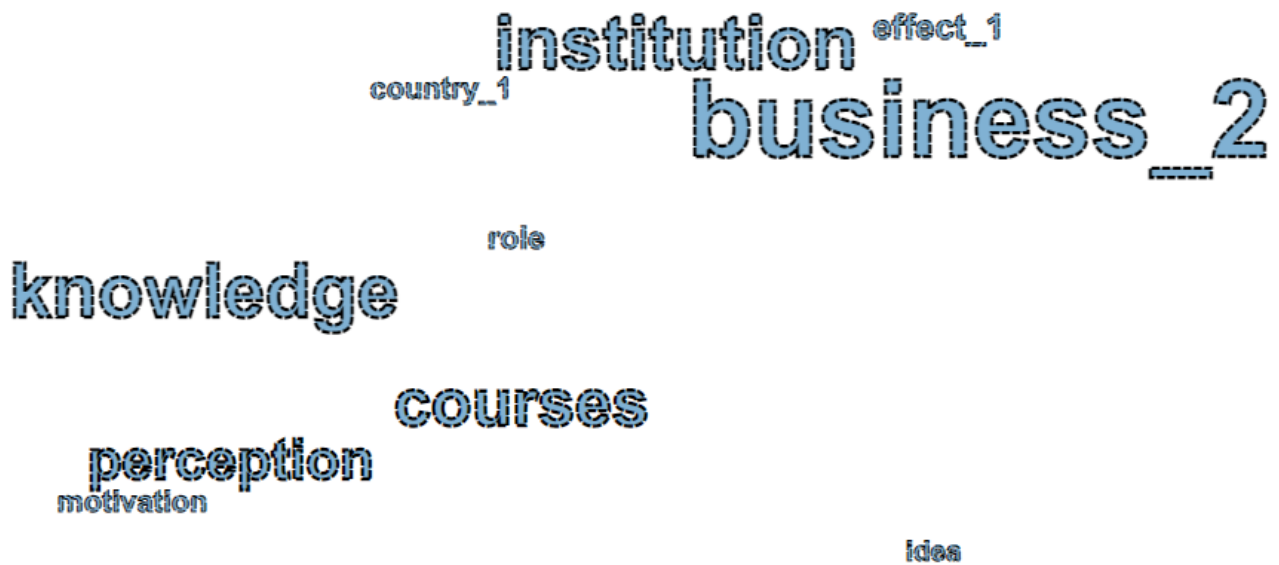 institution effect_1
country_1
business_2
role
knowledge
courses
perception
motivation
idea